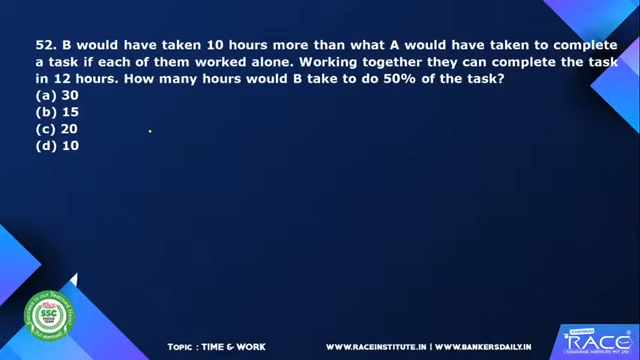 52. B would have taken 10 hours more than what A would have taken to complete
a task if each of them worked alone. Working together they can complete the task
in 12 hours. How many hours would B take to do 50% of the task?
(a) 30
(b) 15
(c) 20
(d) 10
SSC
RACE
Topic : TIME & WORK
WWW.RACEINSTITUTE.IN | WWW.BANKERSDAILY.IN